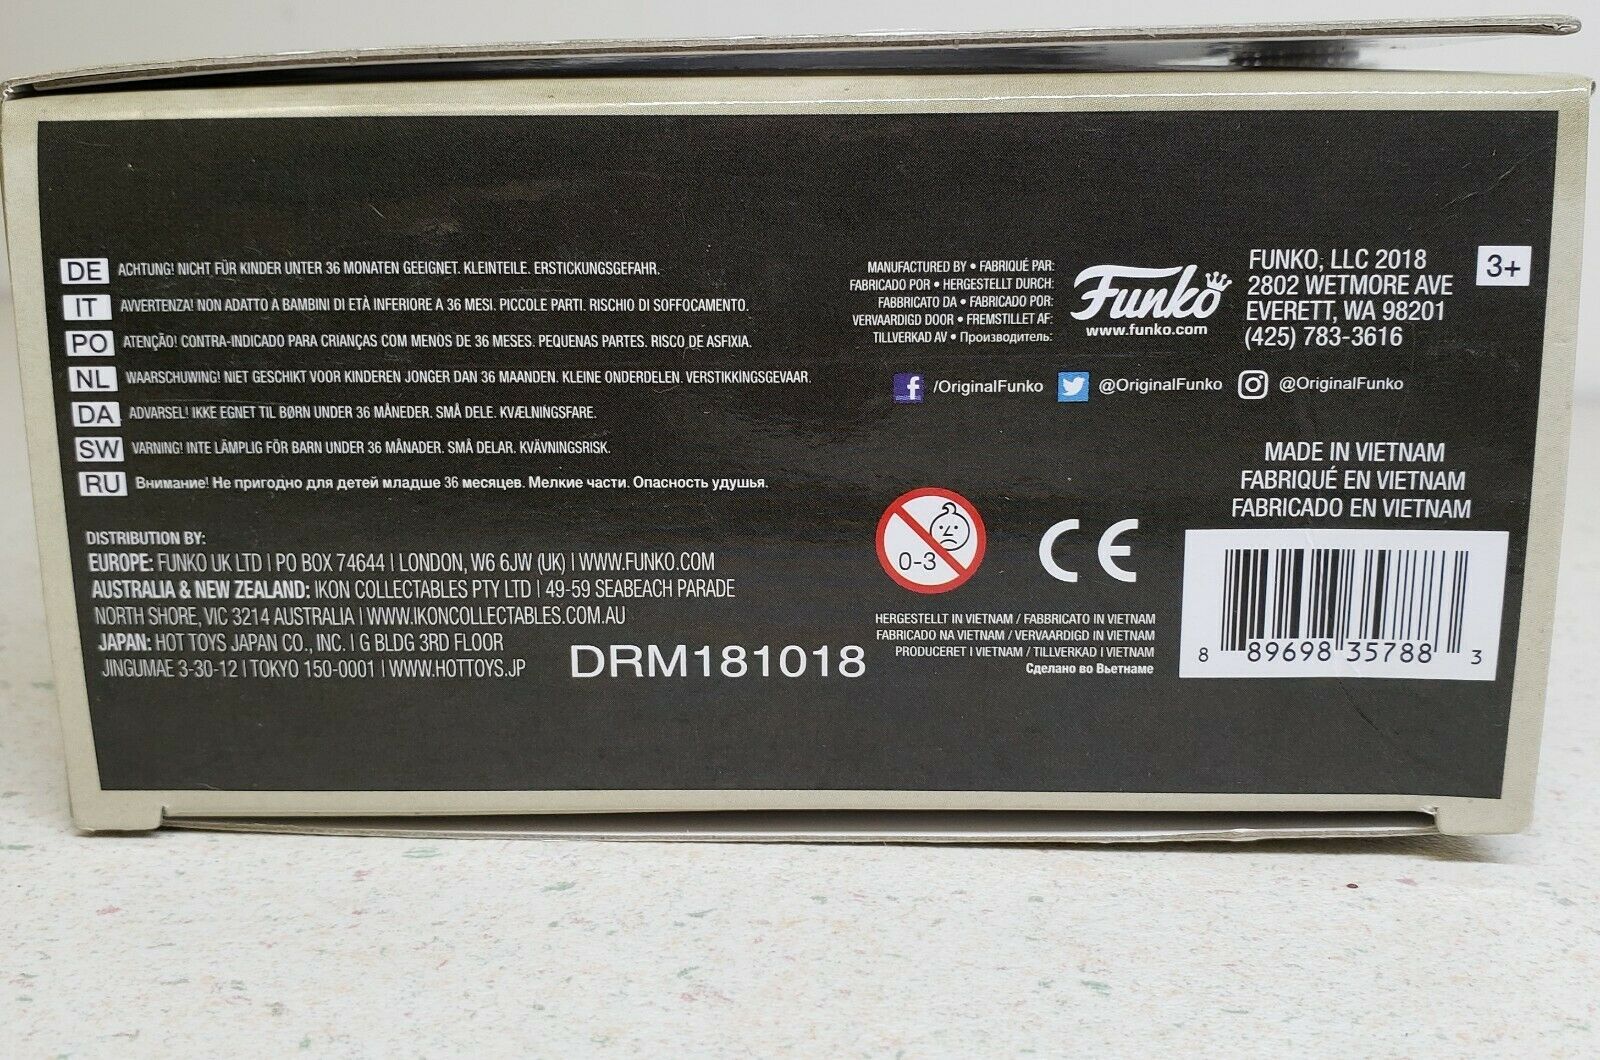 DE ACHTUNG! NICHT FÜR KINDER UNTER 36 MONATEN GEEIGNET. KLEINTEILE. ERSTICKUNGSGEFAHR.
IT AVVERTENZA! NON ADATTO A BAMBINI DI ETÀ INFERIORE A 36 MESI. PICCOLE PARTI. RISCHIO DI SOFFOCAMENTO.
PO ATENÇÃO! CONTRA-INDICADO PARA CRIANÇAS COM MENOS DE 36 MESES. PEQUENAS PARTES. RISCO DE ASFIXIA.
NL WAARSCHUWING! NIET GESCHIKT VOOR KINDEREN JONGER DAN 36 MAANDEN. KLEINE ONDERDELEN. VERSTIKKINGSGEVAAR.
DA ADVARSEL! IKKE EGNET TIL BØRN UNDER 36 MÅNEDER. SMÅ DELE. KVÆLNINGSFARE.
SW VARNING! INTE LÄMPLIG FÖR BARN UNDER 36 MÅNADER. SMÅ DELAR. KVÄVNINGSRISK.
RU Внимание! Не пригодно для детей младше 36 месяцев. Мелкие части. Опасность удушья.
DISTRIBUTION BY:
EUROPE: FUNKO UK LTD | PO BOX 74644 | LONDON, W6 6JW (UK) | WWW.FUNKO.COM
AUSTRALIA & NEW ZEALAND: IKON COLLECTABLES PTY LTD | 49-59 SEABEACH PARADE
NORTH SHORE, VIC 3214 AUSTRALIA | WWW.IKONCOLLECTABLES.COM.AU
JAPAN: HOT TOYS JAPAN CO., INC. | G BLDG 3RD FLOOR
JINGUMAE 3-30-12 | TOKYO 150-0001 | WWW.HOTTOYS.JP
DRM181018
MANUFACTURED BY • FABRIQUÉ PAR:
FABRICADO POR • HERGESTELLT DURCH:
FABBRICATO DA • FABRICADO POR:
VERVAARDIGD DOOR • FREMSTILLET AF:
TILLVERKAD AV • Производитель:
Funko
www.funko.com
FUNKO, LLC 2018
2802 WETMORE AVE
EVERETT, WA 98201
(425) 783-3616
3+
f /OriginalFunko @OriginalFunko @OriginalFunko
MADE IN VIETNAM
FABRIQUÉ EN VIETNAM
FABRICADO EN VIETNAM
0-3
CE
HERGESTELLT IN VIETNAM / FABBRICATO IN VIETNAM
FABRICADO NA VIETNAM / VERVAARDIGD IN VIETNAM
PRODUCERET I VIETNAM / TILLVERKAD I VIETNAM
Сделано во Вьетнаме
8 89698 35788 3